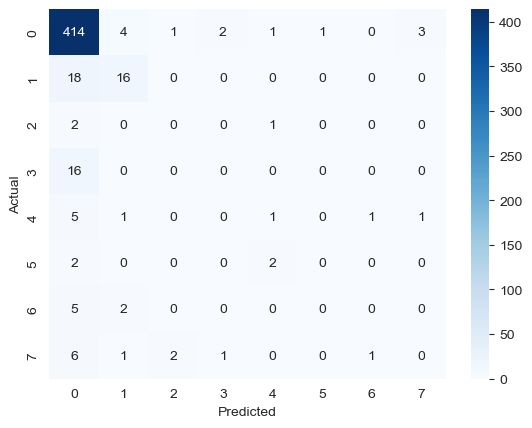 0 414 4 1 2 1 1 0 3
1 18 16 0 0 0 0 0 0
2 2 0 0 0 1 0 0 0
3 16 0 0 0 0 0 0 0
4 5 1 0 0 1 0 1 1
5 2 0 0 0 2 0 0 0
6 5 2 0 0 0 0 0 0
7 6 1 2 1 0 0 1 0
0 1 2 3 4 5 6 7
Predicted
Actual
400
350
300
250
200
150
100
50
0